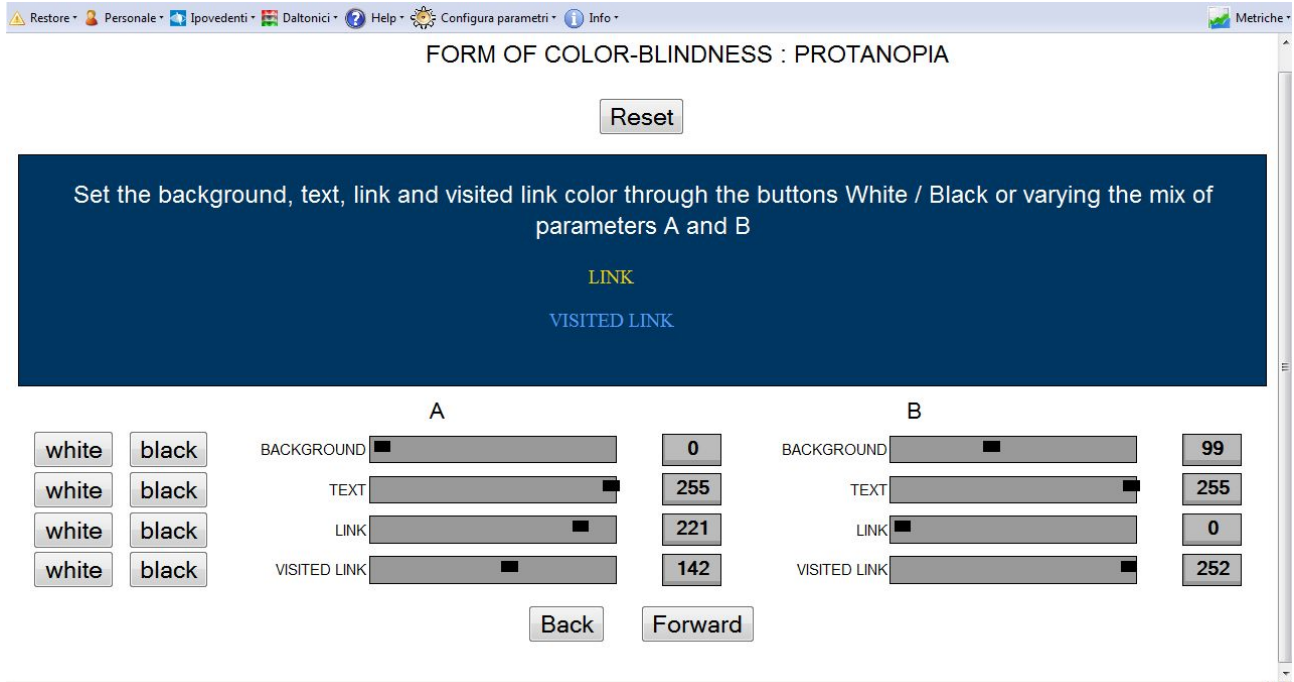 Restore Personale Ipovedenti Daltonici Help Configura parametri Info Metriche
FORM OF COLOR-BLINDNESS : PROTANOPIA
Reset
Set the background, text, link and visited link color through the buttons White / Black or varying the mix of
parameters A and B
LINK
VISITED LINK
A B
white black BACKGROUND 0 BACKGROUND 99
white black TEXT 255 TEXT 255
white black LINK 221 LINK 0
white black VISITED LINK 142 VISITED LINK 252
Back Forward